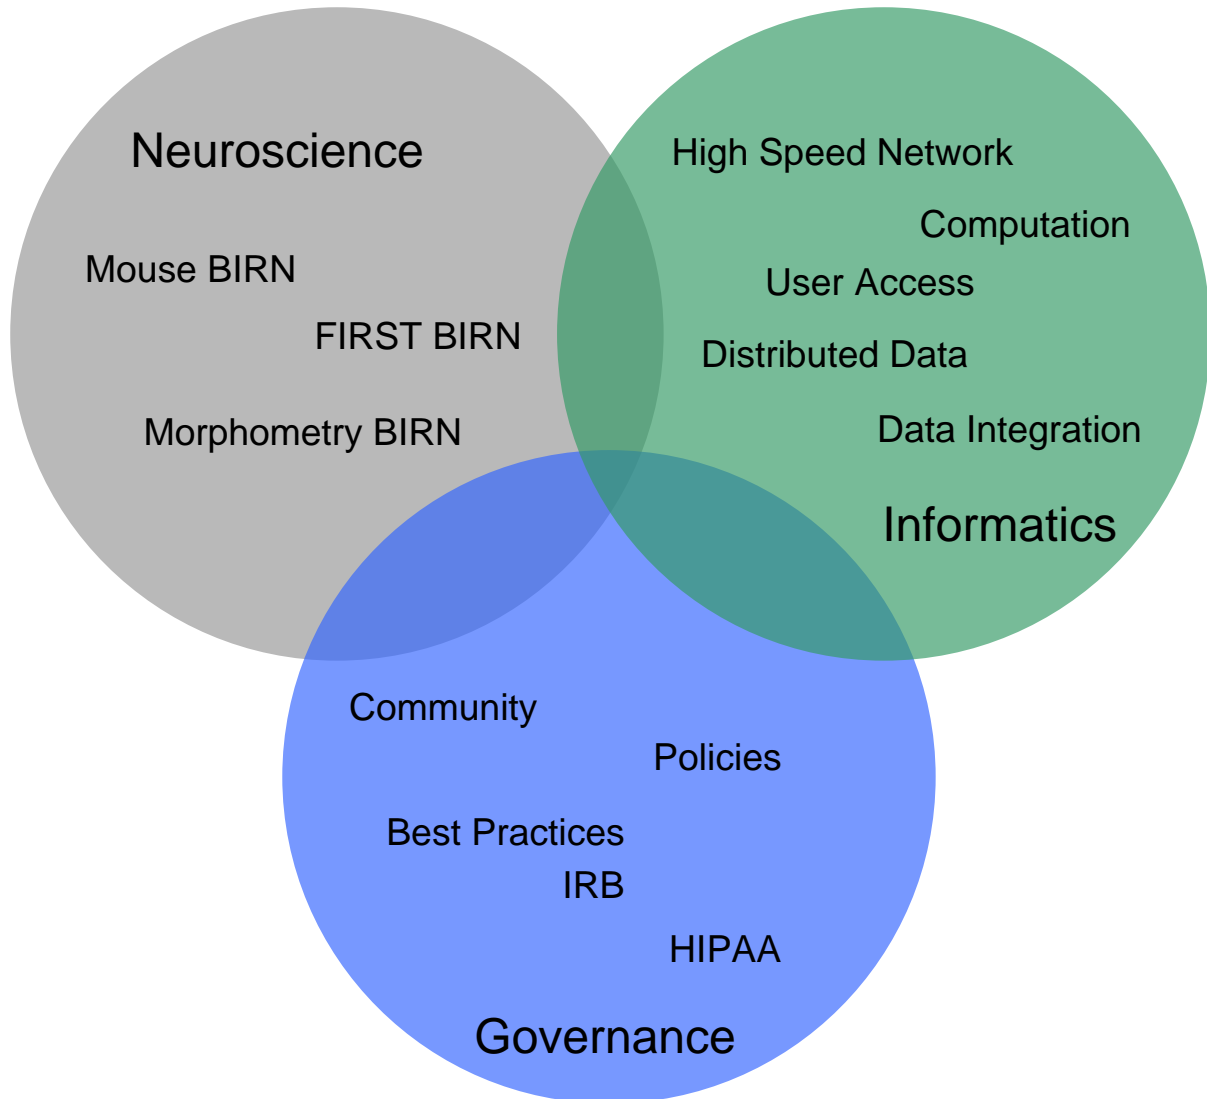 Neuroscience
Mouse BIRN
FIRST BIRN
Morphometry BIRN
High Speed Network
Computation
User Access
Distributed Data
Data Integration
Informatics
Community
Policies
Best Practices
IRB
HIPAA
Governance